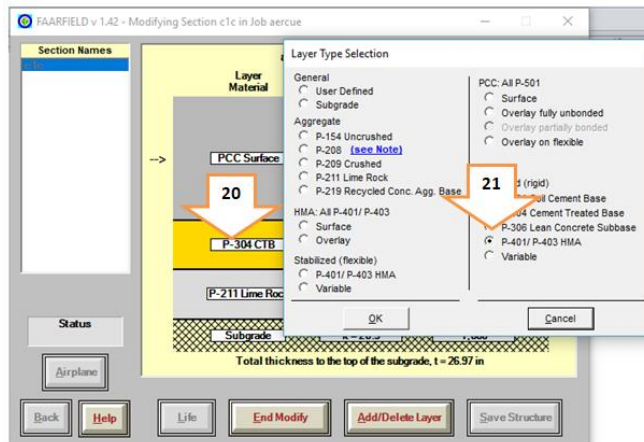 FAARFIELD v 1.42 - Modifying Section c1c in Job aercue
Section Names
Layer
Material
-->
PCC Surface
20
P-304 CTB
P-211 Lime Roc
Subgrade
Total thickness to the top of the subgrade, t = 26.97 in
Status
Airplane
Back
Help
Life
End Modify
Add/Delete Layer
Save Structure
Layer Type Selection
General
User Defined
Subgrade
Aggregate
P-154 Uncrushed
P-208 (see Note)
P-209 Crushed
P-211 Lime Rock
P-219 Recycled Conc. Agg. Base
HMA: All P-401/ P-403
Surface
Overlay
Stabilized (flexible)
P-401/ P-403 HMA
Variable
PCC: All P-501
Surface
Overlay fully unbonded
Overlay partially bonded
Overlay on flexible
21
(rigid)
Cement Base
Cement Treated Base
P-306 Lean Concrete Subbase
P-401/ P-403 HMA
Variable
OK
Cancel